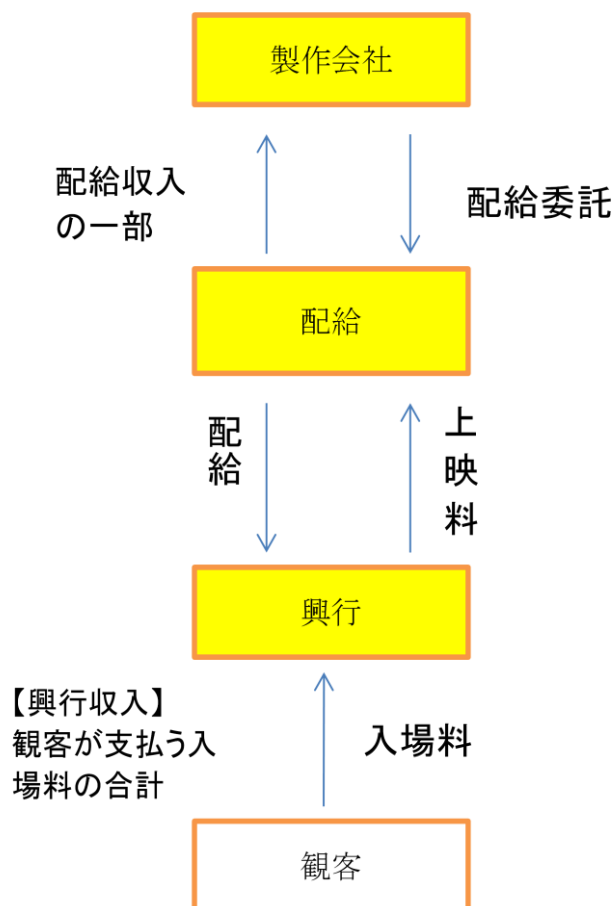 製作会社
配給収入
の一部
配給委託
配給
配給
上映料
興行
【興行収入】
観客が支払う入
場料の合計
入場料
観客